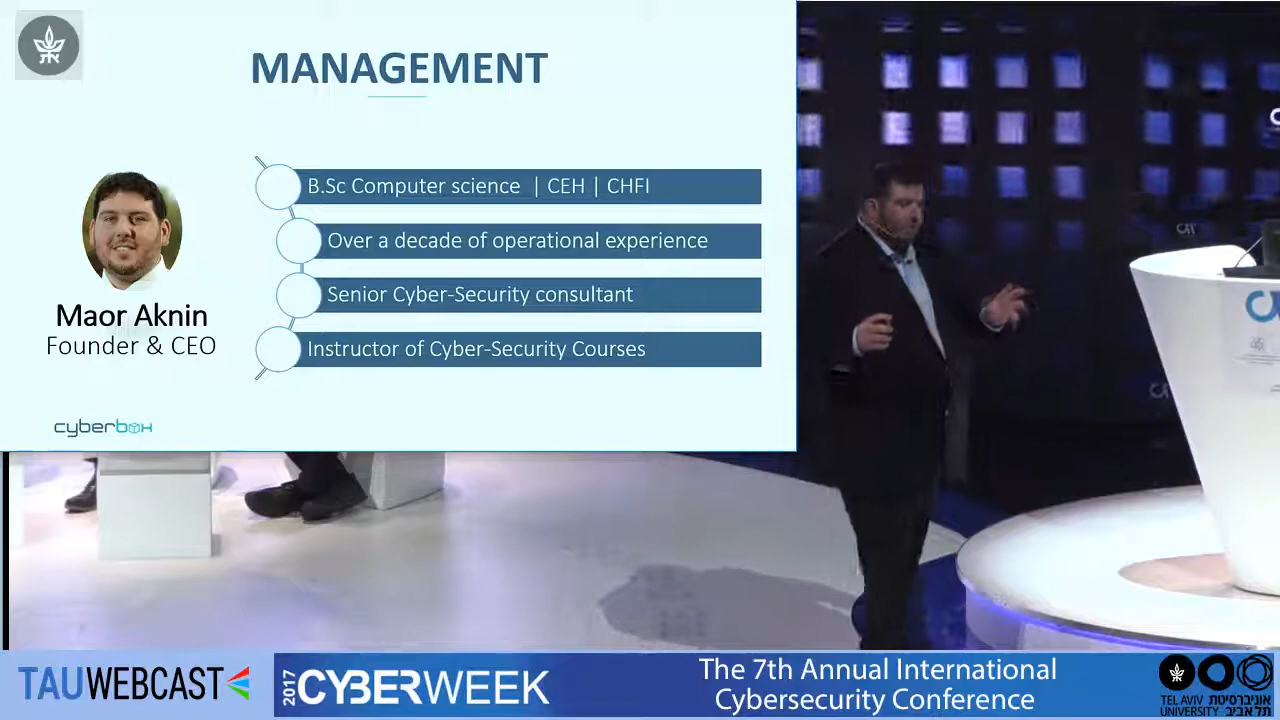 MANAGEMENT
B.Sc Computer science | CEH | CHFI
Over a decade of operational experience
Senior Cyber-Security consultant
Instructor of Cyber-Security Courses
Maor Aknin
Founder & CEO
cyberbox
TAUWEBCAST
2017 CYBERWEEK
The 7th Annual International
Cybersecurity Conference
TEL AVIV אוניברסיטת
UNIVERSITY תל אביב